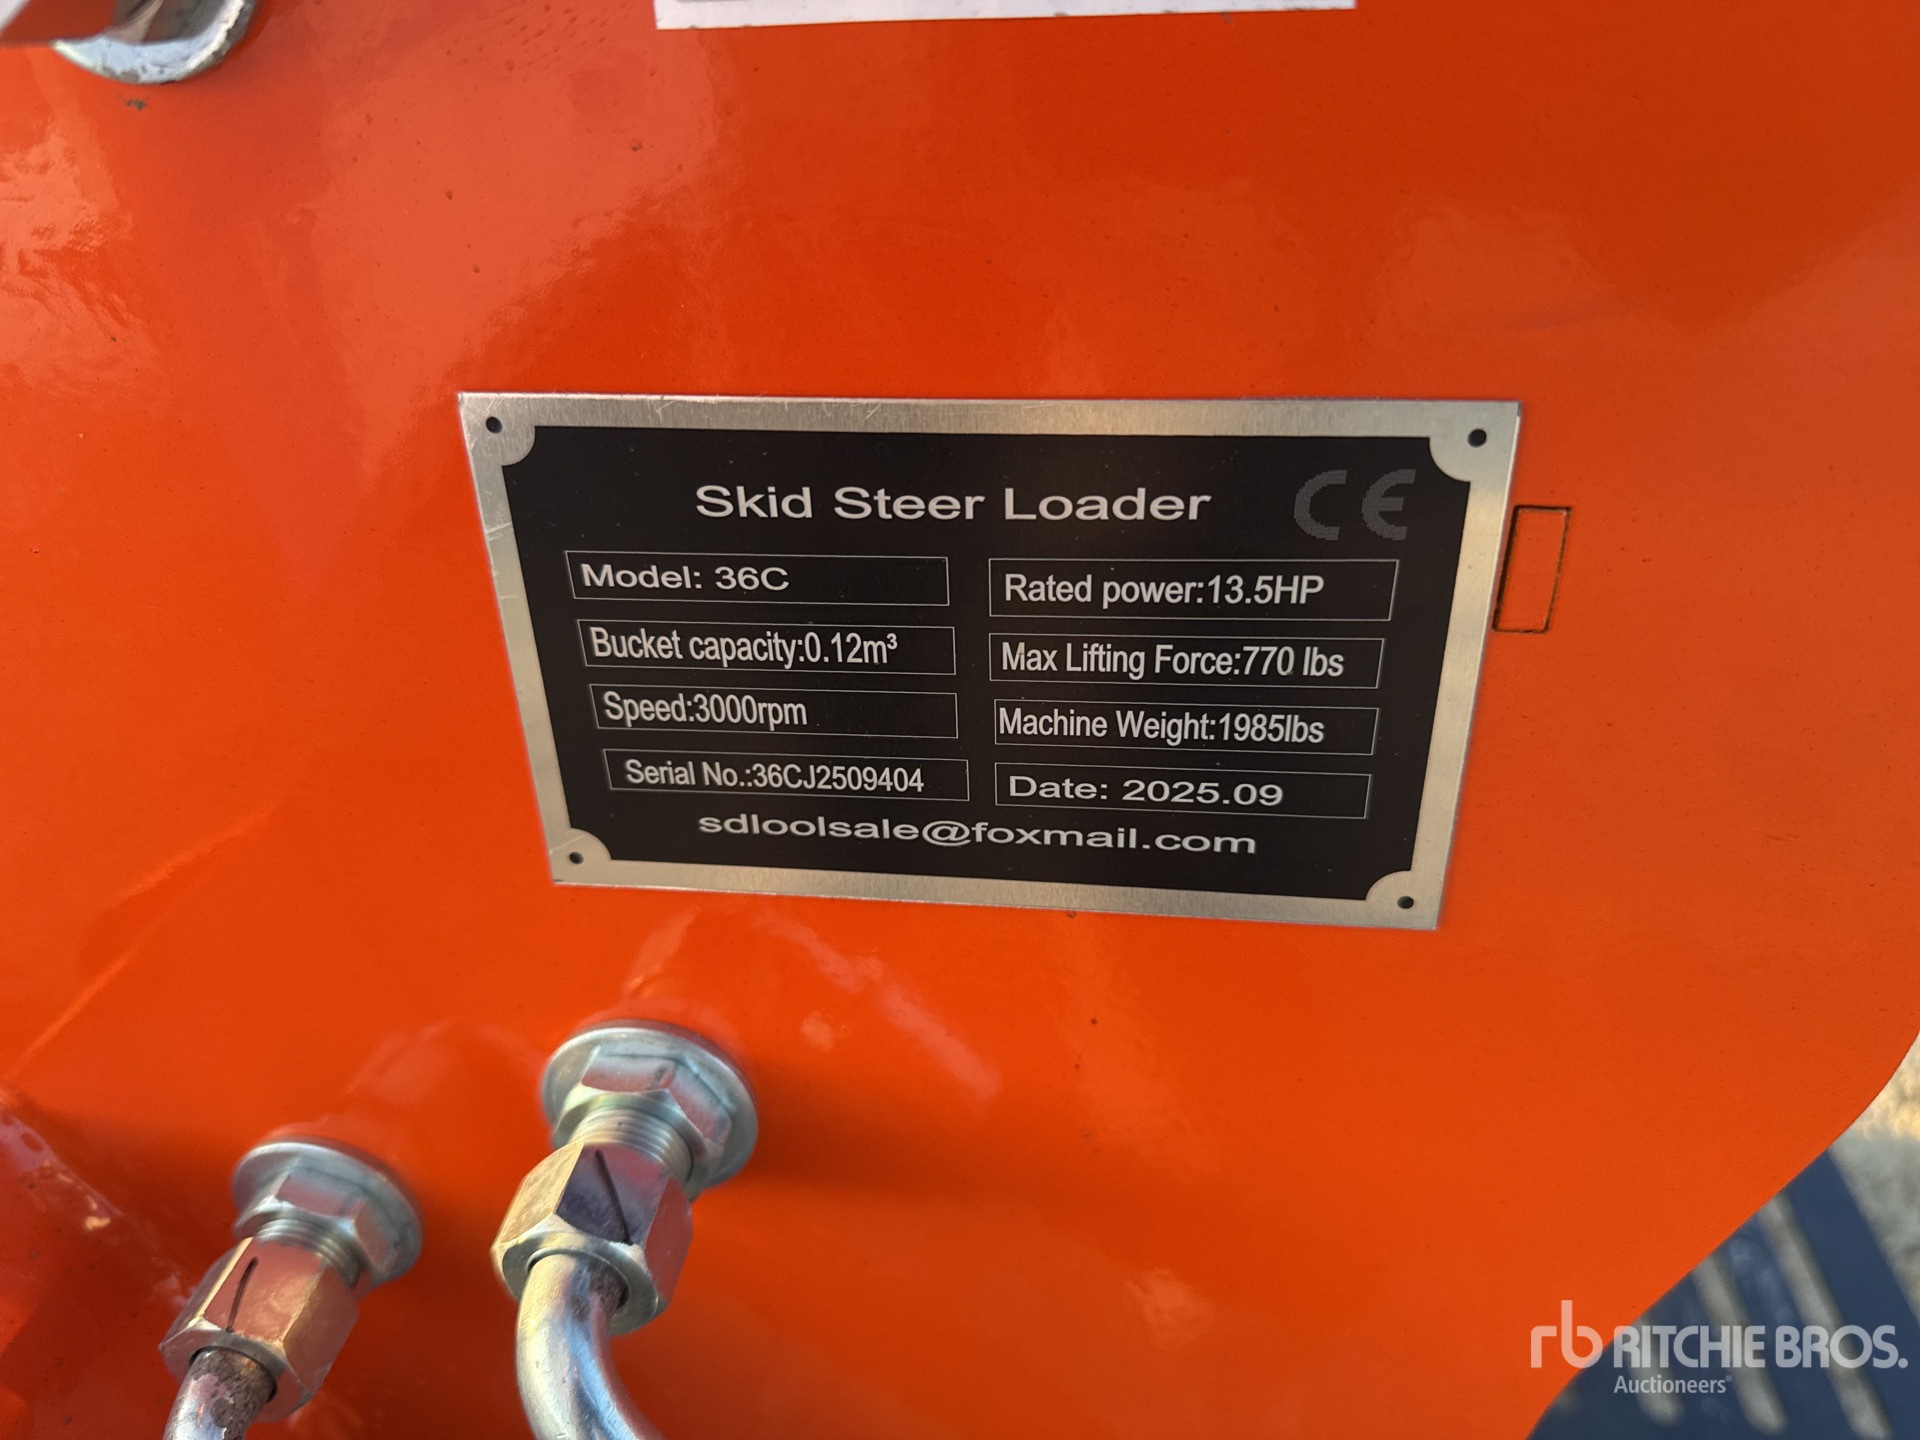 Skid Steer Loader CE
Model: 36C
Rated power:13.5HP
Bucket capacity:0.12m³
Max Lifting Force:770 lbs
Speed:3000rpm
Machine Weight:1985lbs
Serial No.:36CJ2509404
Date: 2025.09
sdloolsale@foxmail.com
rb RITCHIE BROS.
Auctioneers®